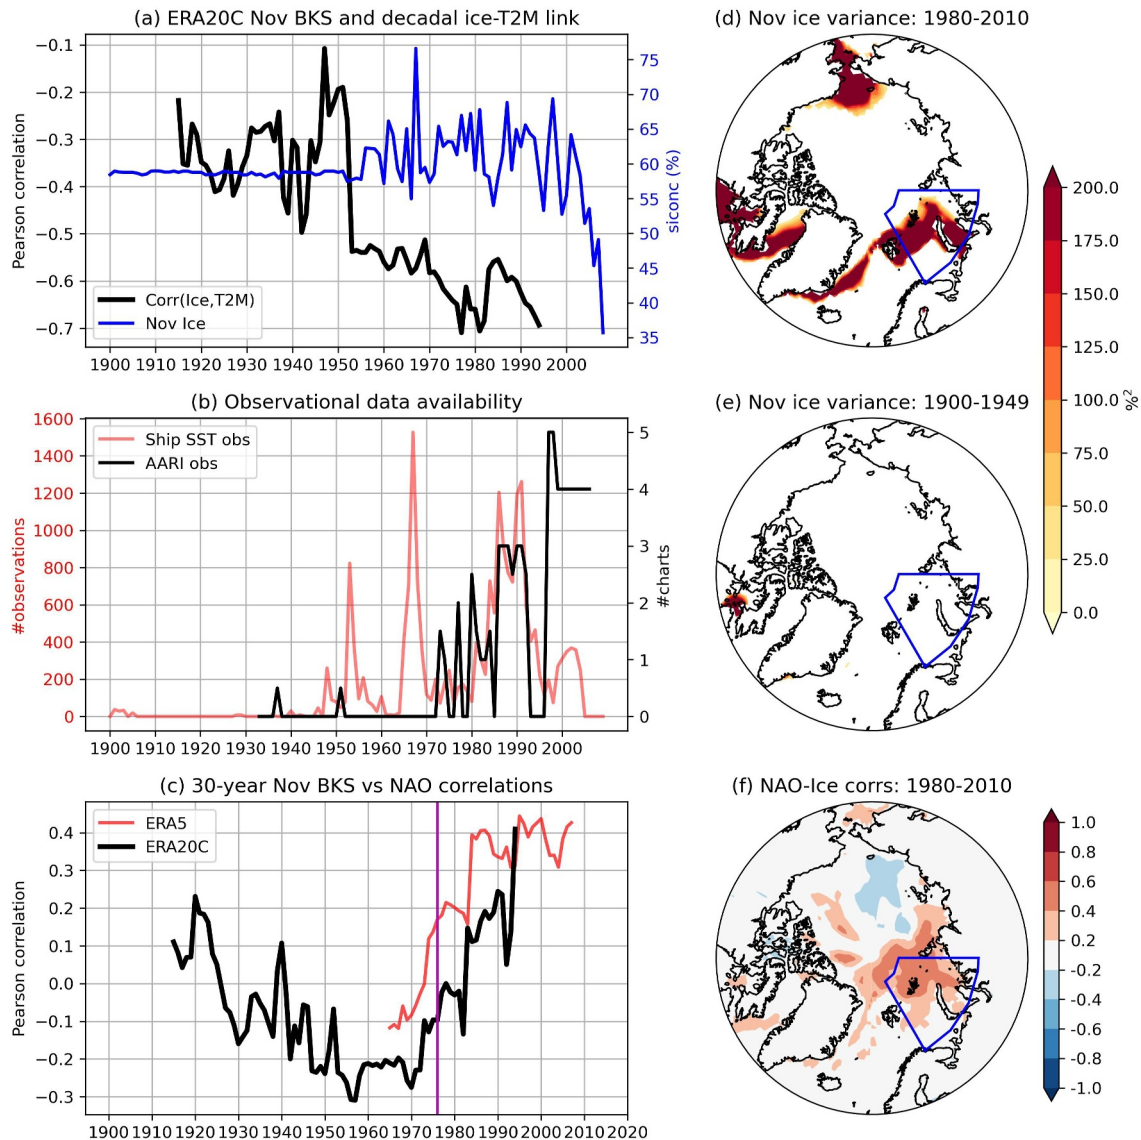 (a) ERA20C Nov BKS and decadal ice-T2M link
−0.1
−0.2
−0.3
−0.4
−0.5
−0.6
−0.7
Pearson correlation
75
70
65
60
55
50
45
40
35
siconc (%)
Corr(Ice,T2M)
Nov Ice
1900 1910 1920 1930 1940 1950 1960 1970 1980 1990 2000
(b) Observational data availability
1600
1400
1200
1000
800
600
400
200
0
#observations
5
4
3
2
1
0
#charts
Ship SST obs
AARI obs
1900 1910 1920 1930 1940 1950 1960 1970 1980 1990 2000
(c) 30-year Nov BKS vs NAO correlations
0.4
0.3
0.2
0.1
0.0
−0.1
−0.2
−0.3
Pearson correlation
ERA5
ERA20C
1900 1910 1920 1930 1940 1950 1960 1970 1980 1990 2000 2010 2020
(d) Nov ice variance: 1980-2010
(e) Nov ice variance: 1900-1949
200.0
175.0
150.0
125.0
100.0
75.0
50.0
25.0
0.0
%²
(f) NAO-Ice corrs: 1980-2010
1.0
0.8
0.6
0.4
0.2
-0.2
-0.4
-0.6
-0.8
-1.0